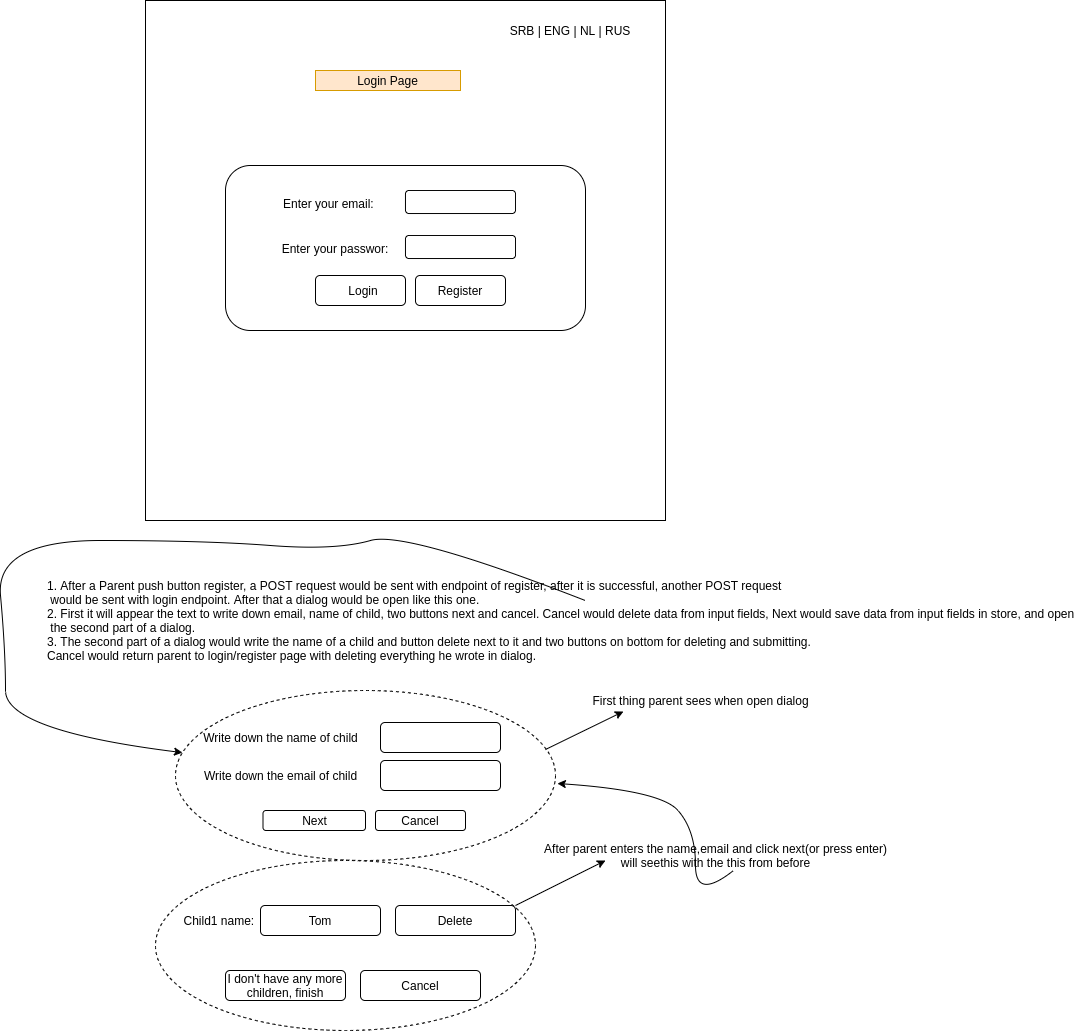 SRB | ENG | NL | RUS
Login Page
Enter your email:
Enter your passwor:
Login
Register
1. After a Parent push button register, a POST request would be sent with endpoint of register, after it is successful, another POST request
would be sent with login endpoint. After that a dialog would be open like this one.
2. First it will appear the text to write down email, name of child, two buttons next and cancel. Cancel would delete data from input fields, Next would save data from input fields in store, and open
the second part of a dialog.
3. The second part of a dialog would write the name of a child and button delete next to it and two buttons on bottom for deleting and submitting.
Cancel would return parent to login/register page with deleting everything he wrote in dialog.
First thing parent sees when open dialog
Write down the name of child
Write down the email of child
Next
Cancel
After parent enters the name,email and click next(or press enter)
will seethis with the this from before
Child1 name:
Tom
Delete
I don't have any more
children, finish
Cancel